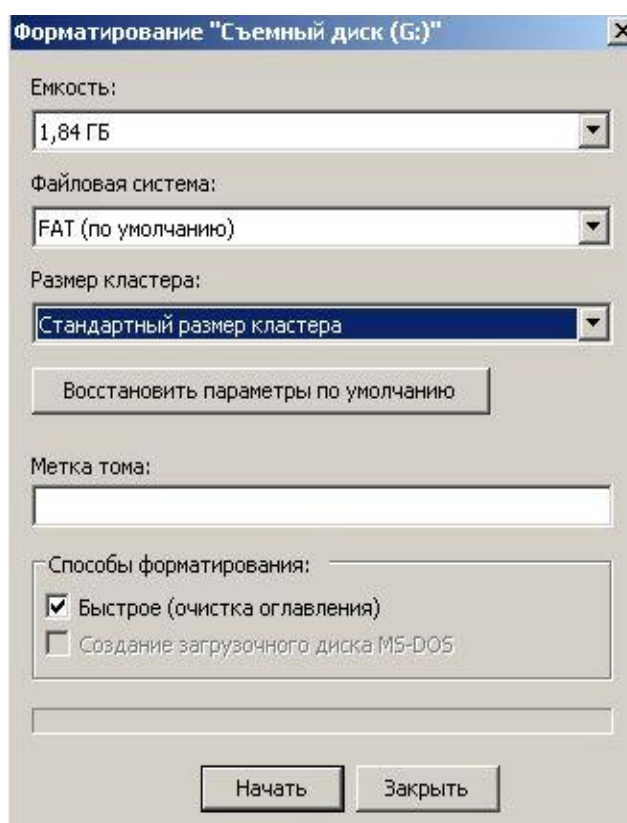 Форматирование "Съемный диск (G:)"
Емкость:
1,84 ГБ
Файловая система:
FAT (по умолчанию)
Размер кластера:
Стандартный размер кластера
Восстановить параметры по умолчанию
Метка тома:
Способы форматирования:
Быстрое (очистка оглавления)
Создание загрузочного диска MS-DOS
Начать
Закрыть